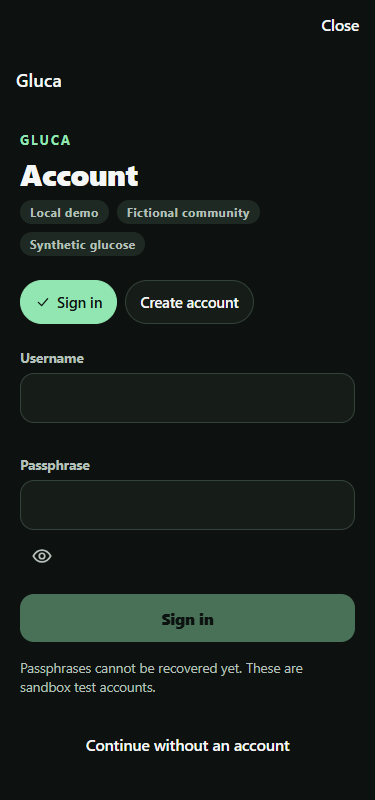 Close
Gluca
GLUCA
Account
Local demo
Fictional community
Synthetic glucose
Sign in
Create account
Username
Passphrase
Sign in
Passphrases cannot be recovered yet. These are
sandbox test accounts.
Continue without an account